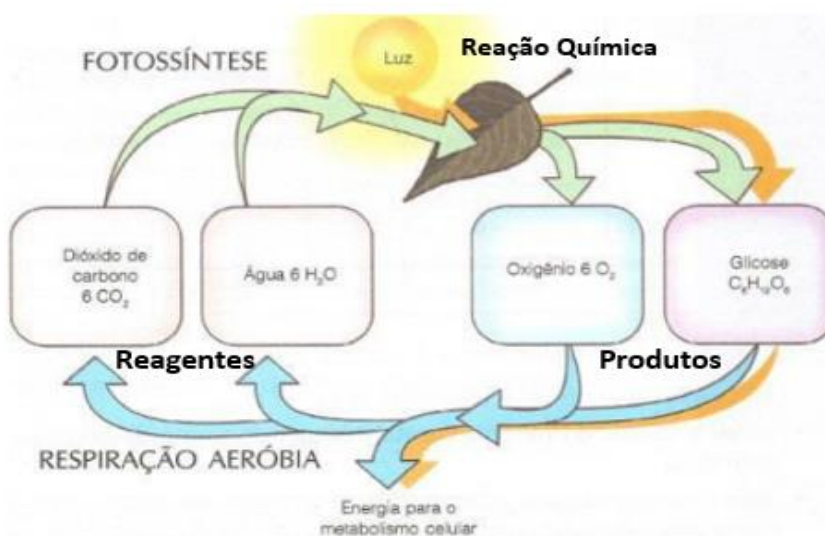 FOTOSSÍNTESE
Luz
Reação Química
Dióxido de
carbono
6 CO₂
Água 6 H₂O
Oxigênio 6 O₂
Glicose
C₆H₁₂O₆
Reagentes
Produtos
RESPIRAÇÃO AERÓBIA
Energia para o
metabolismo celular